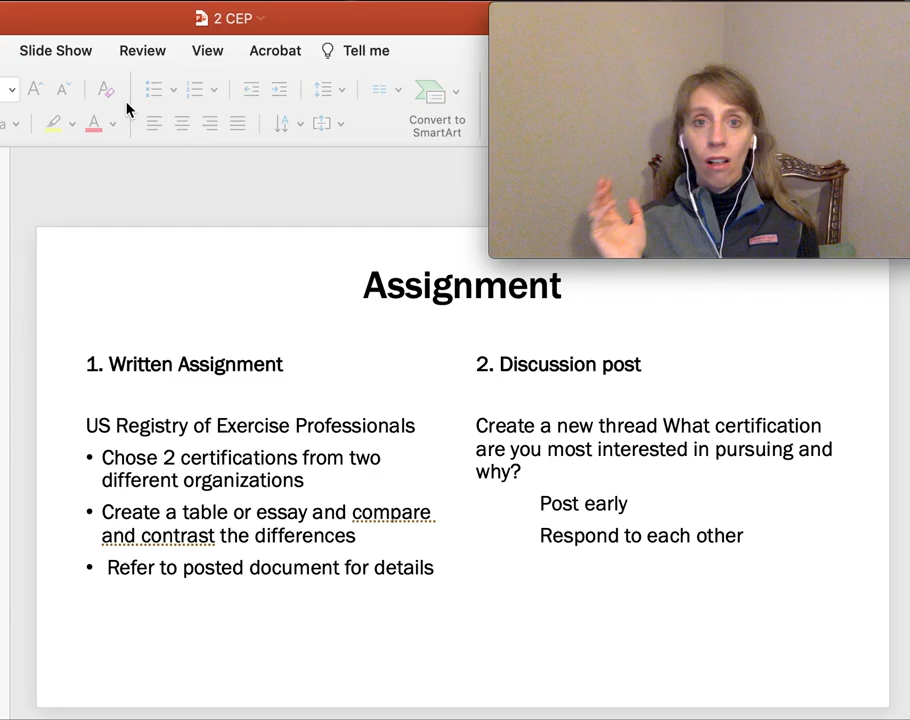 2 CEP
Slide Show Review View Acrobat Tell me
Convert to
SmartArt
Assignment
1. Written Assignment
US Registry of Exercise Professionals
• Chose 2 certifications from two
different organizations
• Create a table or essay and compare
and contrast the differences
• Refer to posted document for details
2. Discussion post
Create a new thread What certification
are you most interested in pursuing and
why?
Post early
Respond to each other